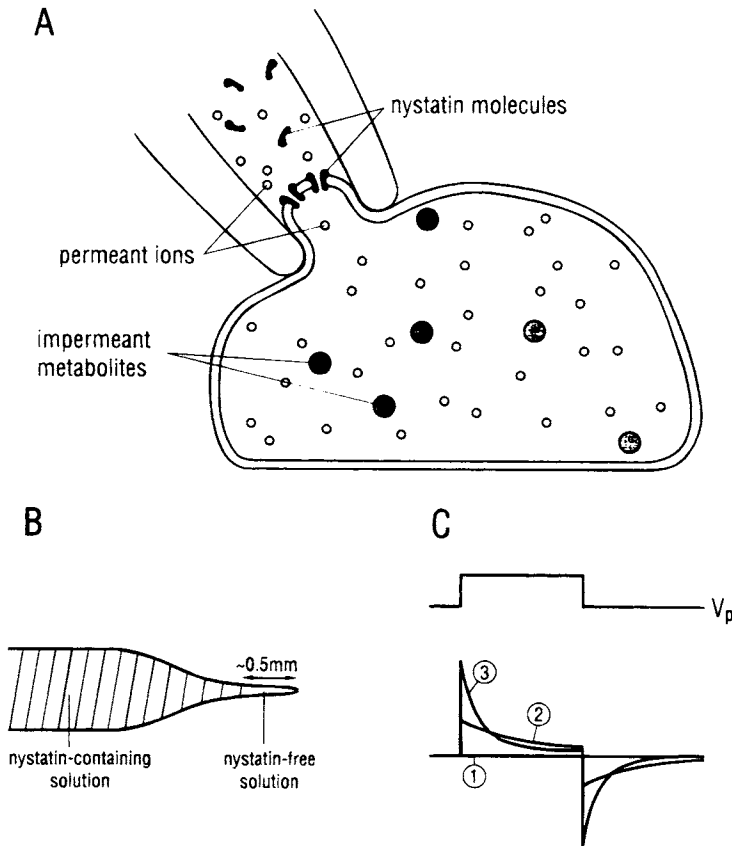 A
nystatin molecules
permeant ions
impermeant
metabolites
B
~0.5mm
nystatin-containing
solution
nystatin-free
solution
C
Vp
3
2
1